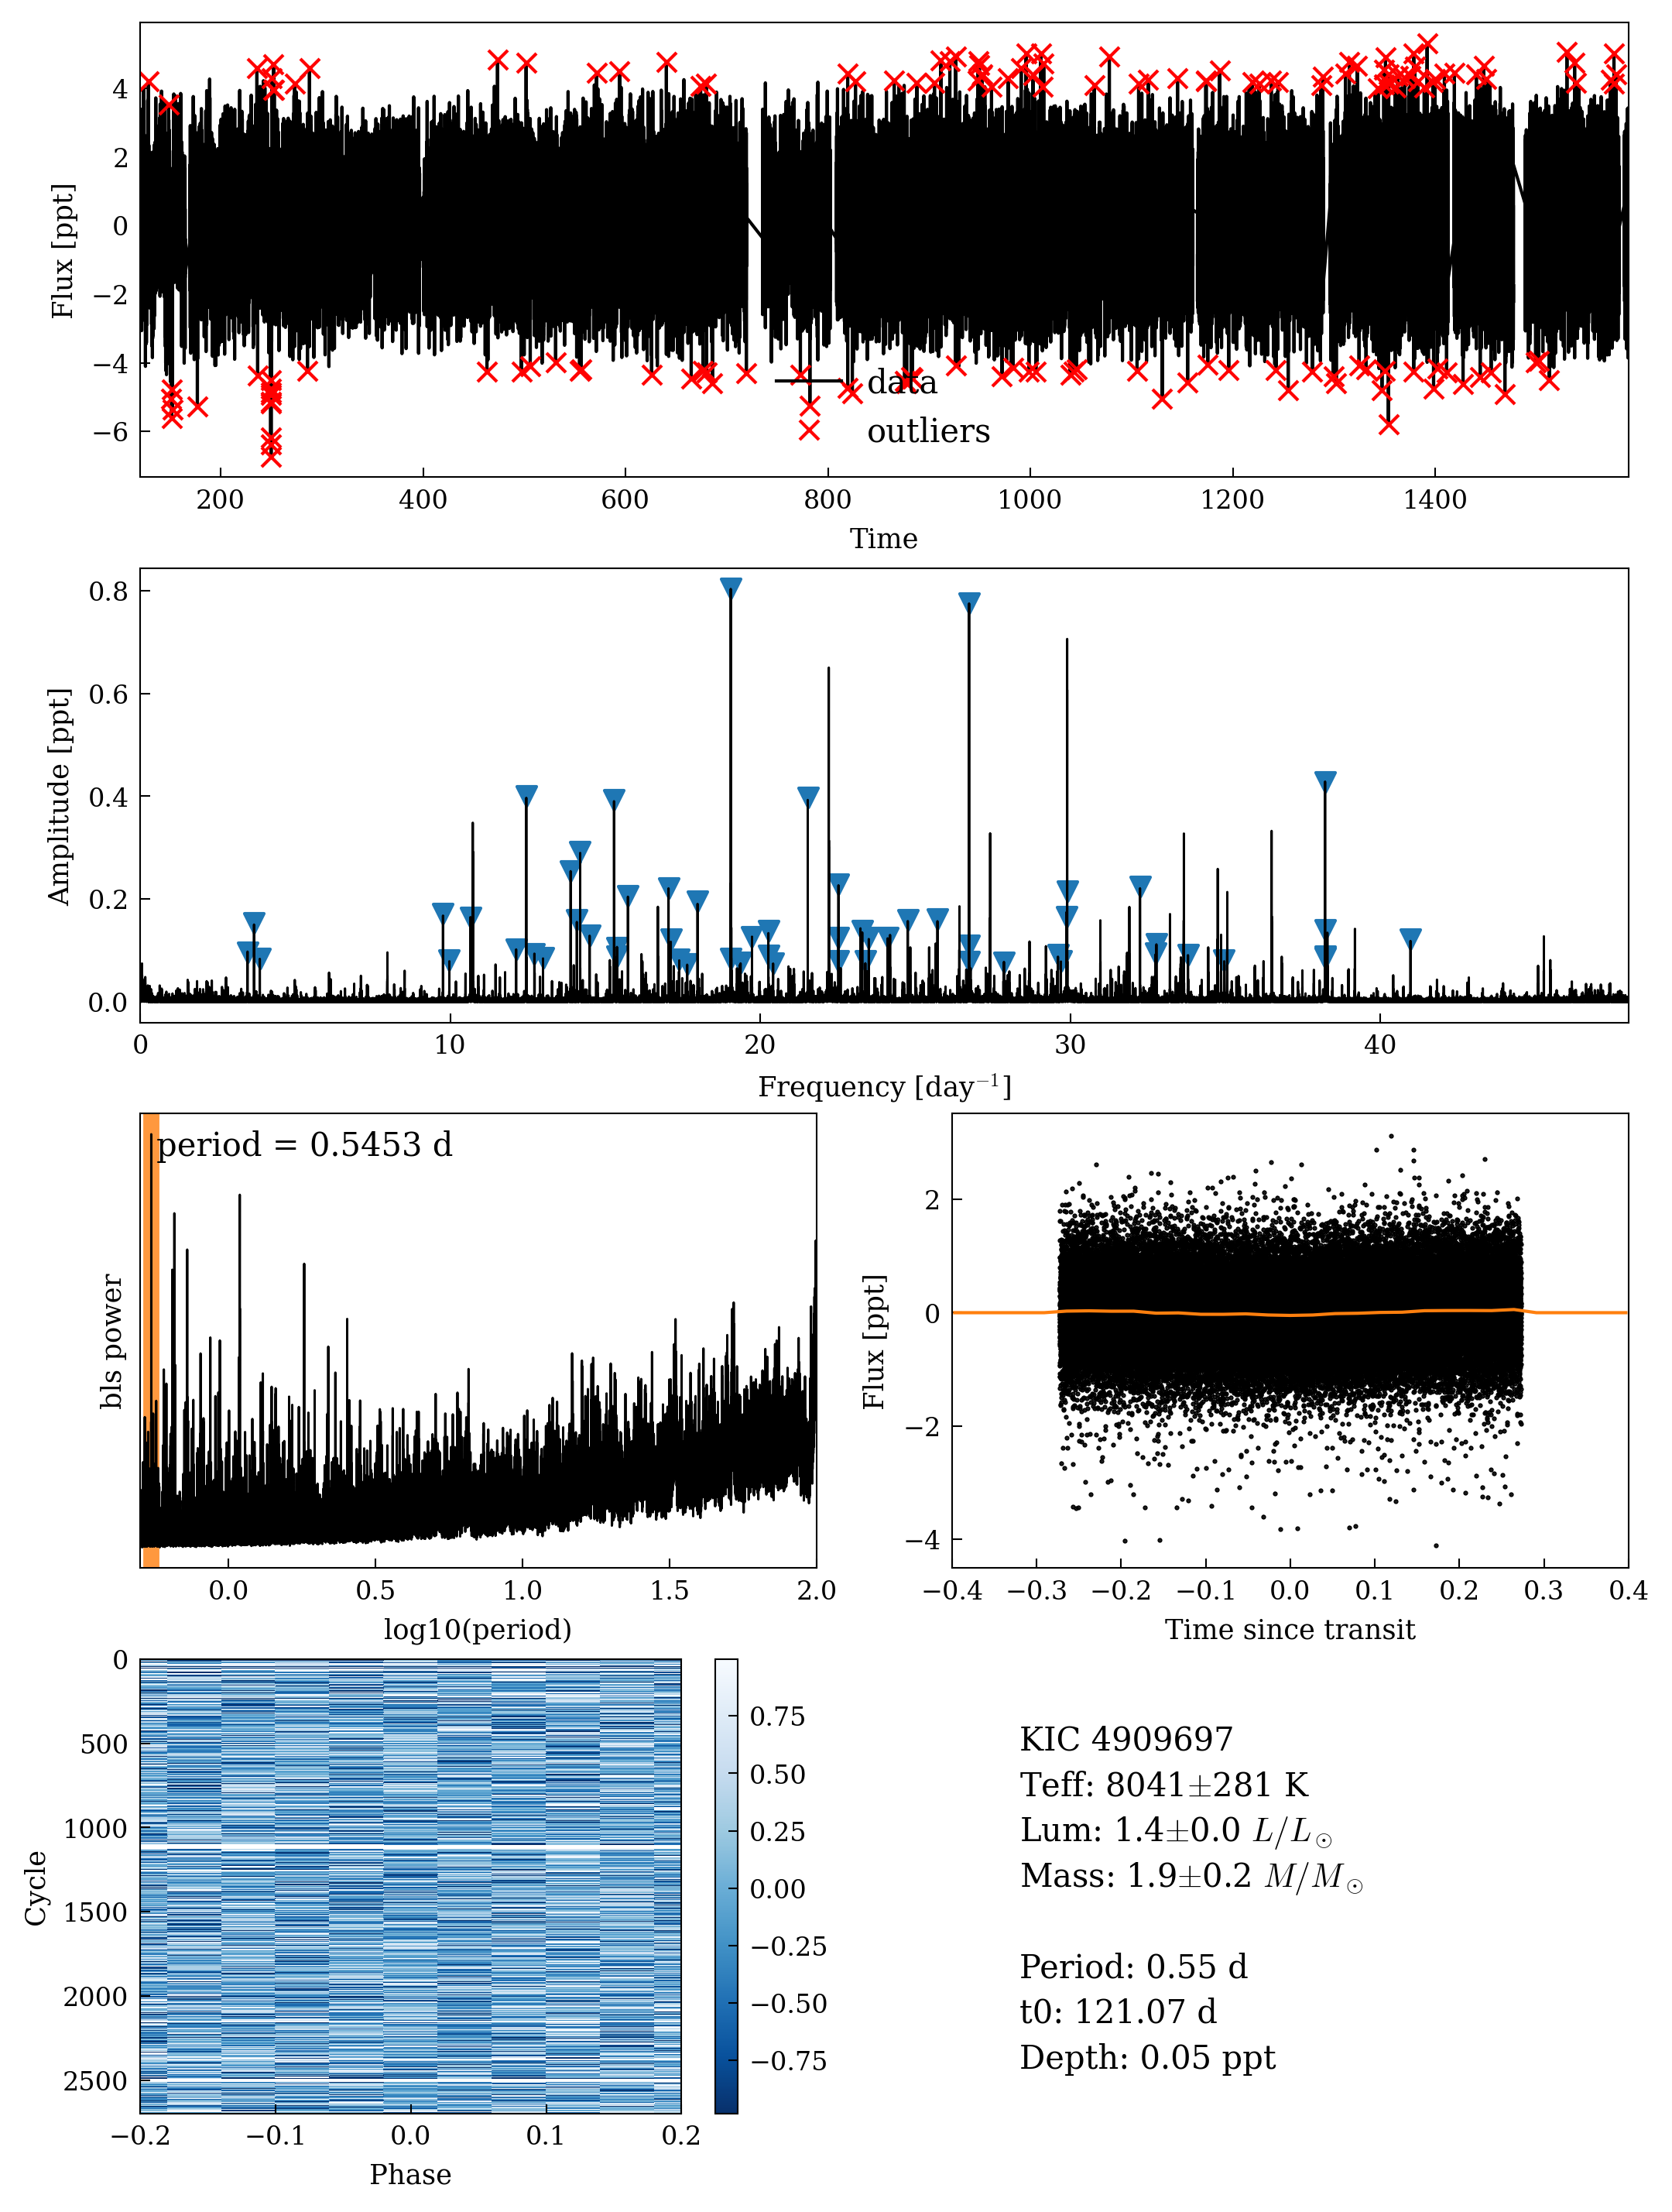 4
2
0
−2
−4
−6
Flux [ppt]
data
outliers
200 400 600 800 1000 1200 1400
Time
0.8
0.6
0.4
0.2
0.0
Amplitude [ppt]
0 10 20 30 40
Frequency [day⁻¹]
period = 0.5453 d
bls power
0.0 0.5 1.0 1.5 2.0
log10(period)
2
0
−2
−4
Flux [ppt]
−0.4 −0.3 −0.2 −0.1 0.0 0.1 0.2 0.3 0.4
Time since transit
0
500
1000
1500
2000
2500
Cycle
−0.2 −0.1 0.0 0.1 0.2
Phase
0.75
0.50
0.25
0.00
−0.25
−0.50
−0.75
KIC 4909697
Teff: 8041±281 K
Lum: 1.4±0.0 L/L⊙
Mass: 1.9±0.2 M/M⊙
Period: 0.55 d
t0: 121.07 d
Depth: 0.05 ppt